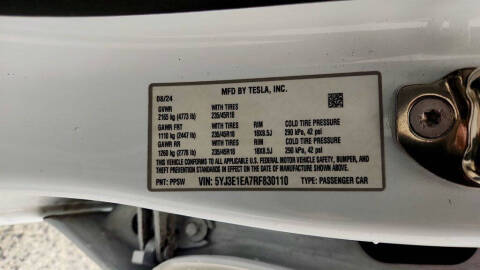 MFD BY TESLA, INC.
08/24
GVWR WITH TIRES
2165 kg (4773 lb) 235/45R18
GAWR FRT WITH TIRES RIM COLD TIRE PRESSURE
1110 kg (2447 lb) 235/45R18 18X8.5J 290 kPa, 42 psi
GAWR RR WITH TIRES RIM COLD TIRE PRESSURE
1260 kg (2778 lb) 235/45R18 18X8.5J 290 kPa, 42 psi
THIS VEHICLE CONFORMS TO ALL APPLICABLE U.S. FEDERAL MOTOR VEHICLE SAFETY, BUMPER, AND
THEFT PREVENTION STANDARDS IN EFFECT ON THE DATE OF MANUFACTURE SHOWN ABOVE.
PNT: PPSW VIN: 5YJ3E1EA7RF830110 TYPE: PASSENGER CAR